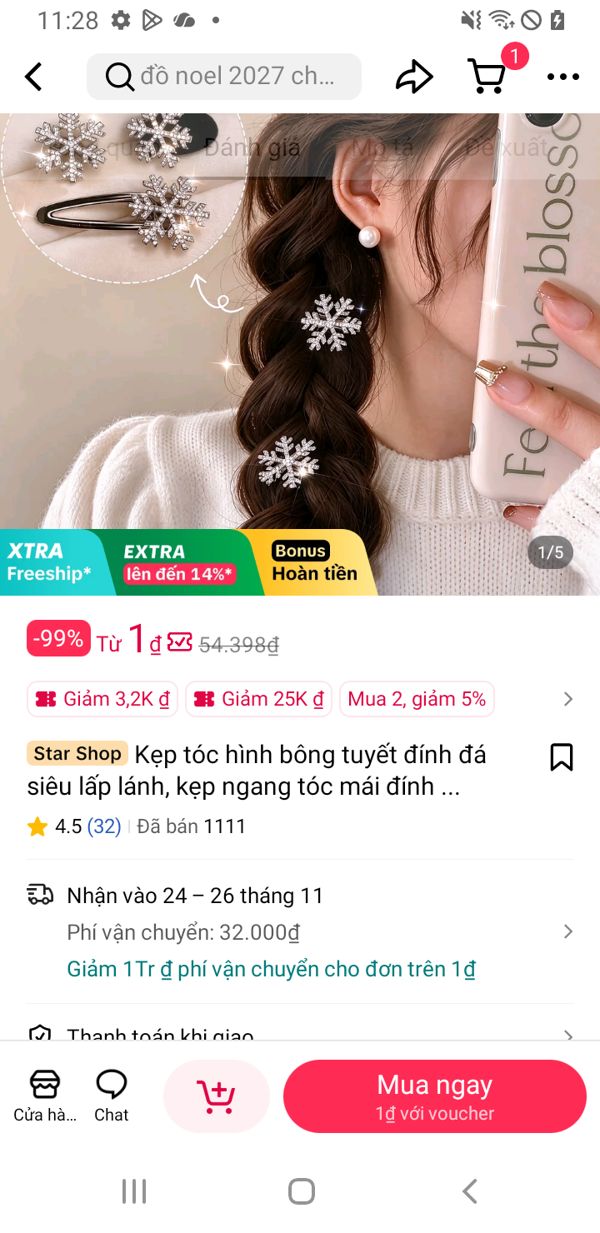 11:28
đồ noel 2027 ch...
1
Đánh giá
Mô tả
Đề xuất
Feel the blosso
XTRA
Freeship*
EXTRA
lên đến 14%*
Bonus
Hoàn tiền
1/5
-99% Từ 1₫ 54.398₫
Giảm 3,2K ₫ Giảm 25K ₫ Mua 2, giảm 5%
Star Shop Kẹp tóc hình bông tuyết đính đá
siêu lấp lánh, kẹp ngang tóc mái đính ...
4.5 (32) Đã bán 1111
Nhận vào 24 – 26 tháng 11
Phí vận chuyển: 32.000₫
Giảm 1Tr ₫ phí vận chuyển cho đơn trên 1₫
Thanh toán khi giao
Cửa hà...
Chat
Mua ngay
1₫ với voucher